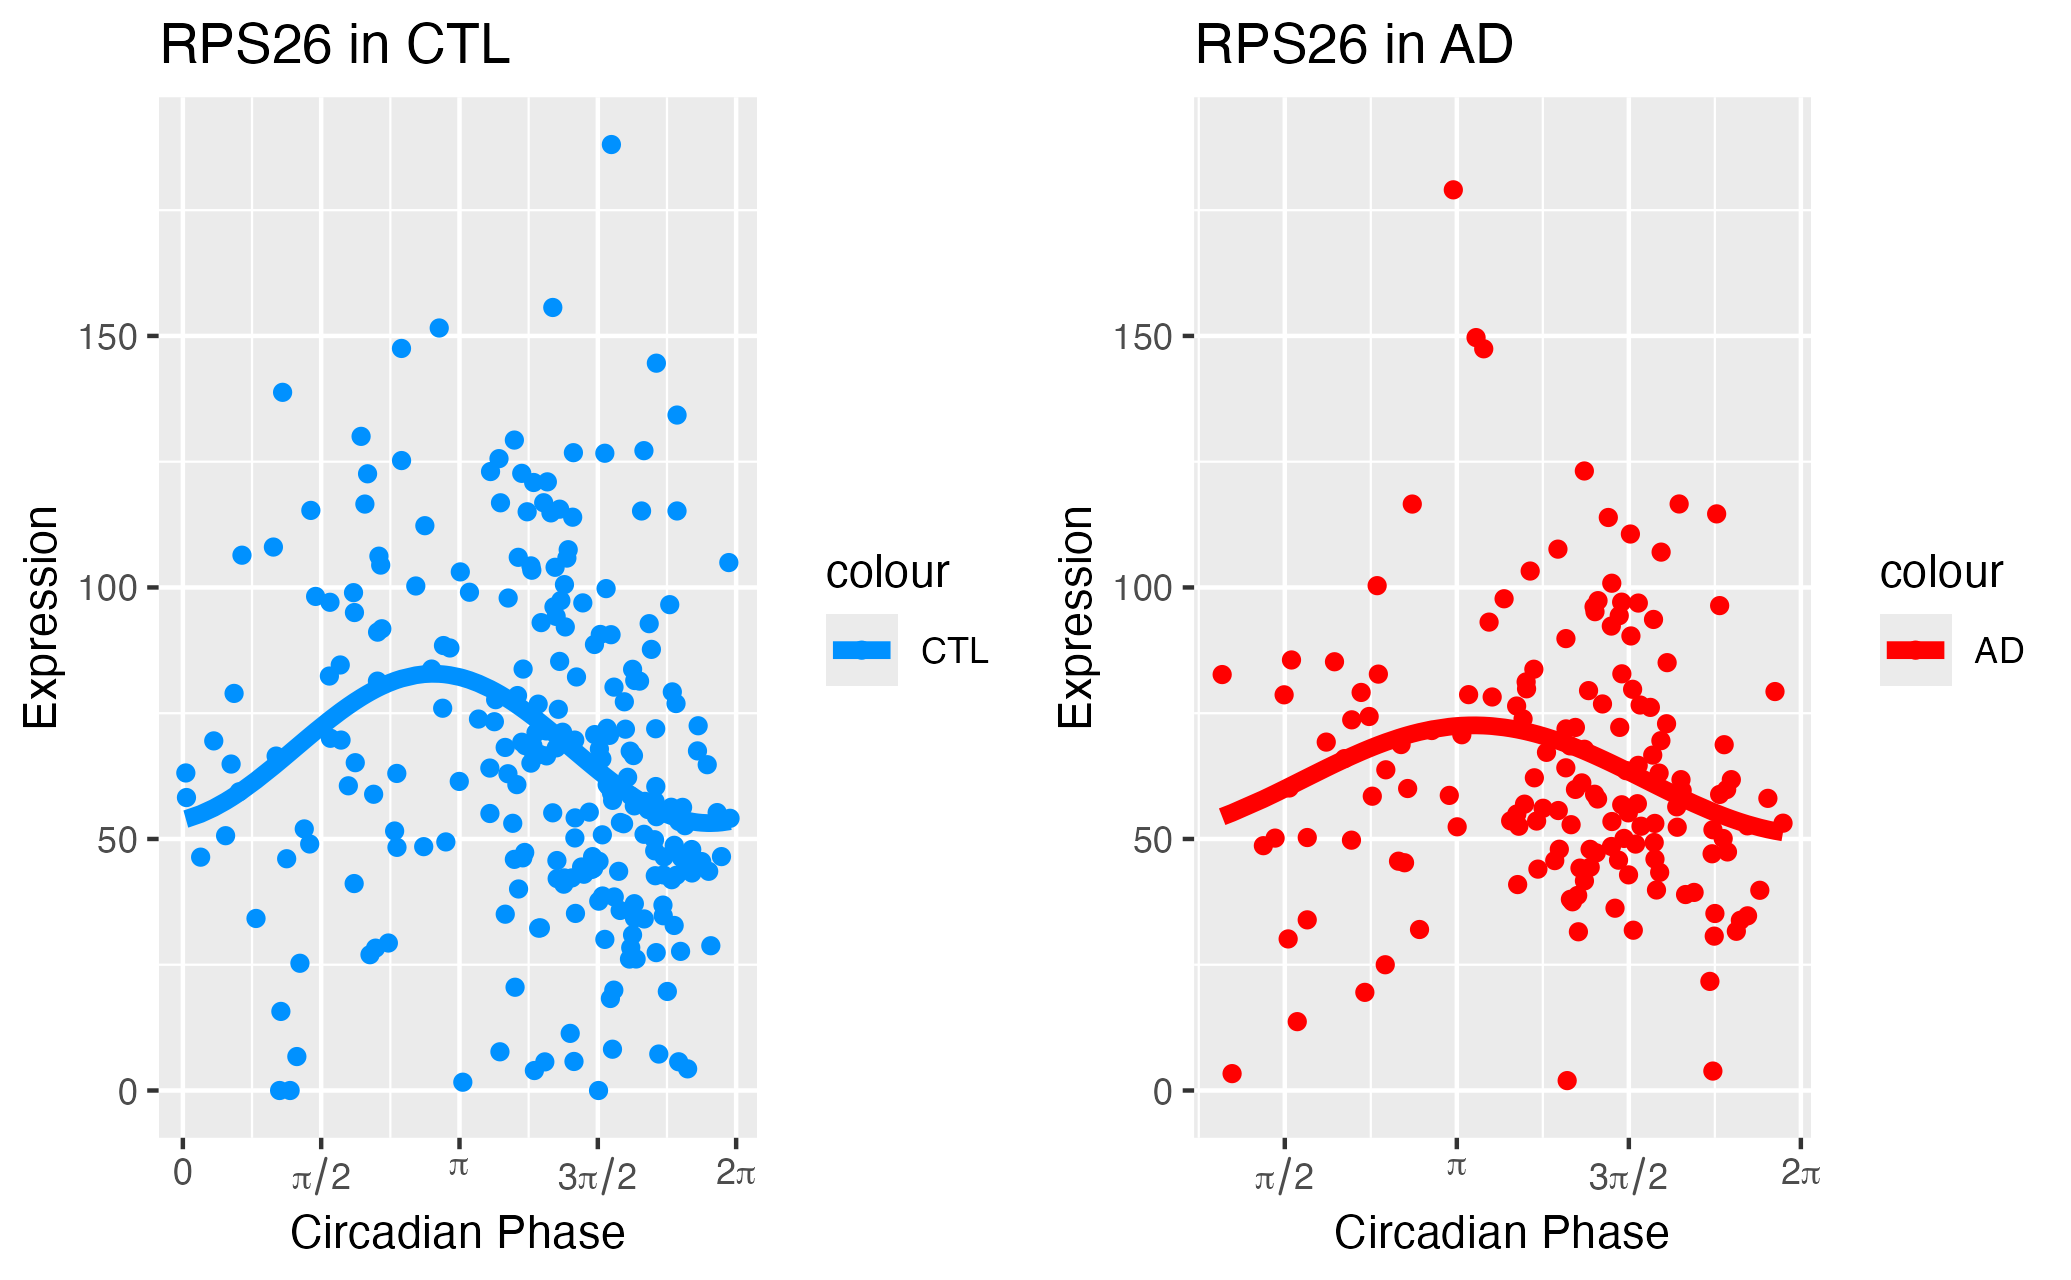 RPS26 in CTL
Expression
150
100
50
0
0 π/2 π 3π/2 2π
Circadian Phase
colour
CTL
RPS26 in AD
Expression
150
100
50
0
π/2 π 3π/2 2π
Circadian Phase
colour
AD